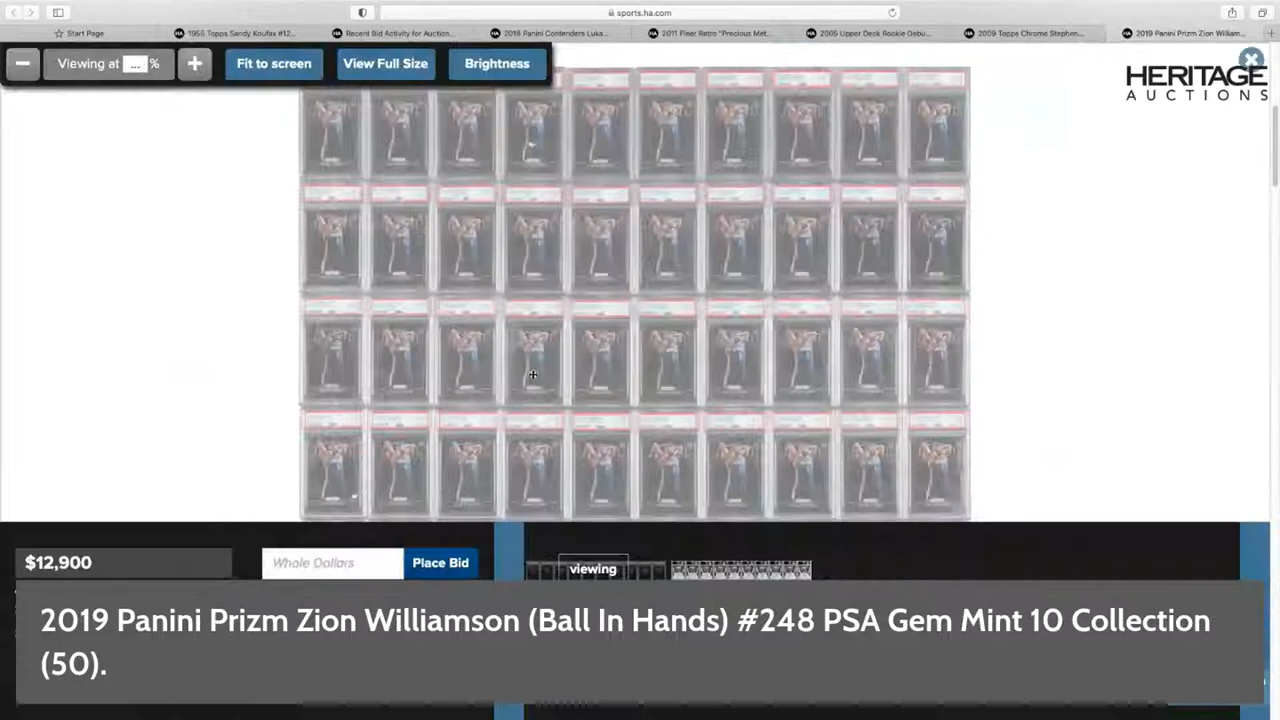 sports.ha.com
Start Page
1955 Topps Sandy Koufax #12...
Recent Bid Activity for Auction...
2018 Panini Contenders Luka...
2011 Fleer Retro "Precious Met...
2005 Upper Deck Rookie Debu...
2009 Topps Chrome Stephen...
2019 Panini Prizm Zion William...
Viewing at ... %
Fit to screen
View Full Size
Brightness
HERITAGE
AUCTIONS
$12,900
Whole Dollars
Place Bid
viewing
2019 Panini Prizm Zion Williamson (Ball In Hands) #248 PSA Gem Mint 10 Collection
(50).